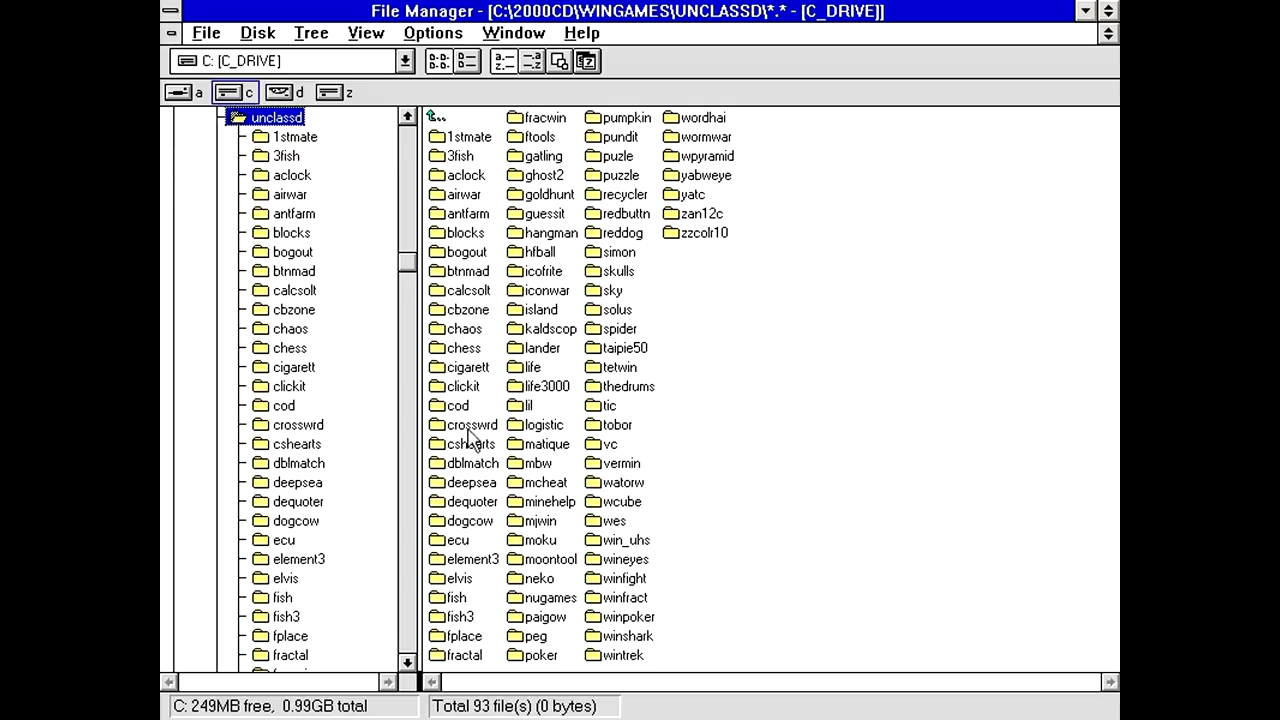 File Manager - [C:\2000CD\WINGAMES\UNCLASSD\*.* - [C_DRIVE]]
File Disk Tree View Options Window Help
C: [C_DRIVE]
a c d z
unclassd
1stmate
3fish
aclock
airwar
antfarm
blocks
bogout
btnmad
calcsolt
cbzone
chaos
chess
cigarett
clickit
cod
crosswrd
cshearts
dblmatch
deepsea
dequoter
dogcow
ecu
element3
elvis
fish
fish3
fplace
fractal
..
1stmate
3fish
aclock
airwar
antfarm
blocks
bogout
btnmad
calcsolt
cbzone
chaos
chess
cigarett
clickit
cod
crosswrd
cshearts
dblmatch
deepsea
dequoter
dogcow
ecu
element3
elvis
fish
fish3
fplace
fractal
fracwin
ftools
gatling
ghost2
goldhunt
guessit
hangman
hfball
icofrite
iconwar
island
kaldscop
lander
life
life3000
lil
logistic
matique
mbw
mcheat
minehelp
mjwin
moku
moontool
neko
nugames
paigow
peg
poker
pumpkin
pundit
puzle
puzzle
recycler
redbuttn
reddog
simon
skulls
sky
solus
spider
taipie50
tetwin
thedrums
tic
tobor
vc
vermin
watorw
wcube
wes
win_uhs
wineyes
winfight
winfract
winpoker
winshark
wintrek
wordhai
wormwar
wpyramid
yabweye
yatc
zan12c
zzcolr10
C: 249MB free, 0.99GB total
Total 93 file(s) (0 bytes)